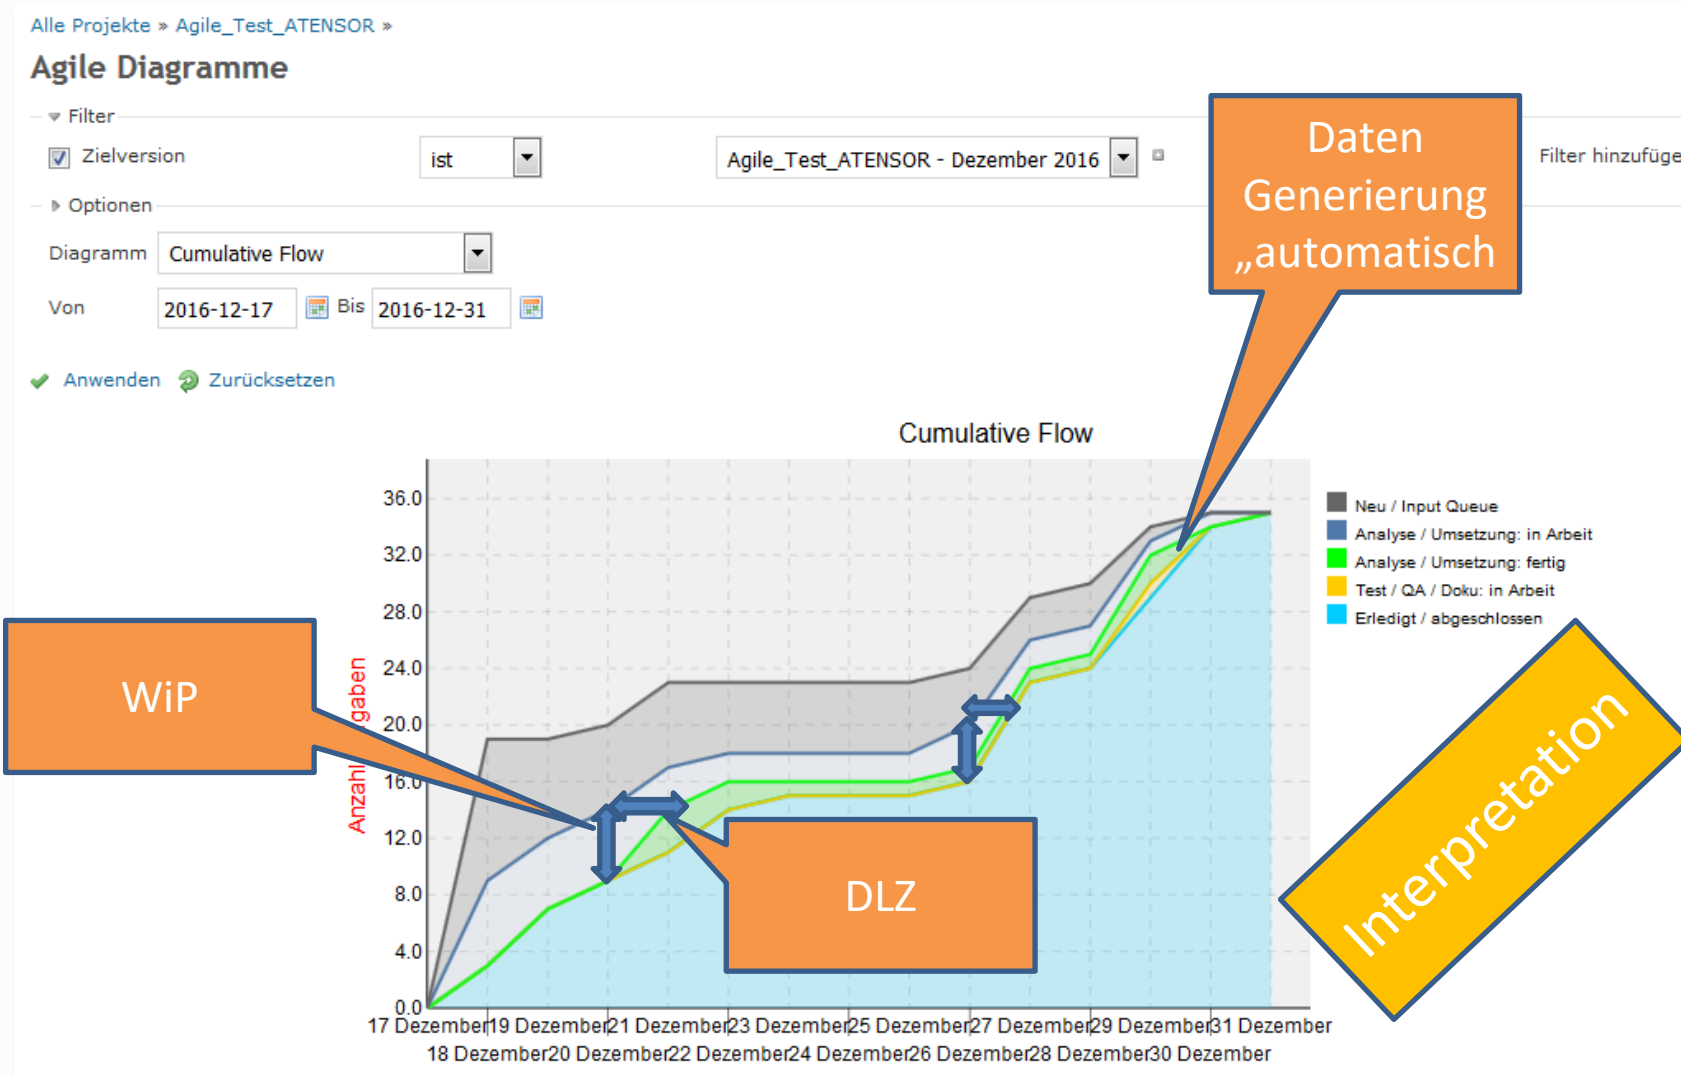 Alle Projekte » Agile_Test_ATENSOR »
Agile Diagramme
Filter
Zielversion
ist
Agile_Test_ATENSOR - Dezember 2016
Filter hinzufüge
Daten
Generierung
„automatisch
Optionen
Diagramm
Cumulative Flow
Von
2016-12-17
Bis
2016-12-31
Anwenden
Zurücksetzen
Cumulative Flow
36.0
32.0
28.0
24.0
20.0
16.0
12.0
8.0
4.0
0.0
Anzahl
gaben
Neu / Input Queue
Analyse / Umsetzung: in Arbeit
Analyse / Umsetzung: fertig
Test / QA / Doku: in Arbeit
Erledigt / abgeschlossen
WiP
DLZ
Interpretation
17 Dezember 19 Dezember 21 Dezember 23 Dezember 25 Dezember 27 Dezember 29 Dezember 31 Dezember
18 Dezember 20 Dezember 22 Dezember 24 Dezember 26 Dezember 28 Dezember 30 Dezember